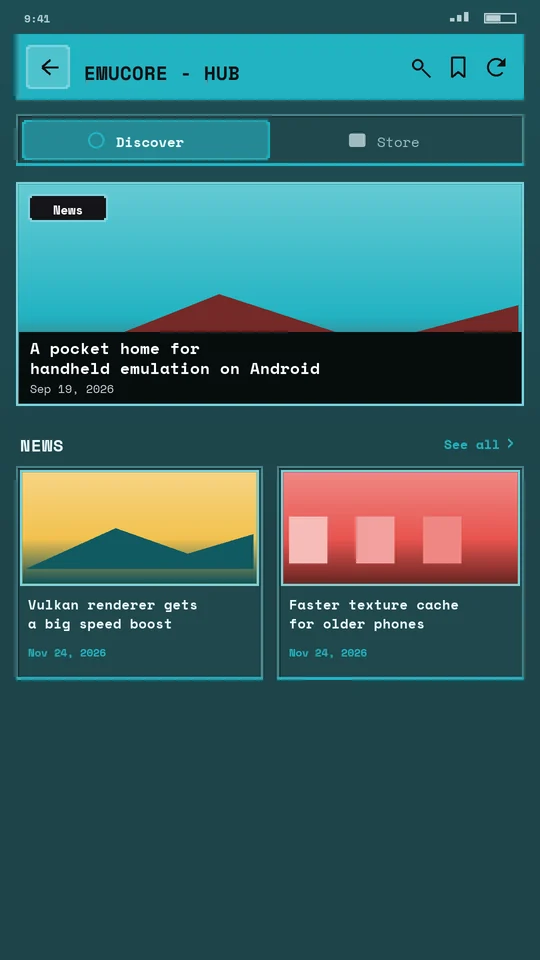 9:41
EMUCORE - HUB
Discover
Store
News
A pocket home for
handheld emulation on Android
Sep 19, 2026
NEWS
See all
Vulkan renderer gets
a big speed boost
Nov 24, 2026
Faster texture cache
for older phones
Nov 24, 2026